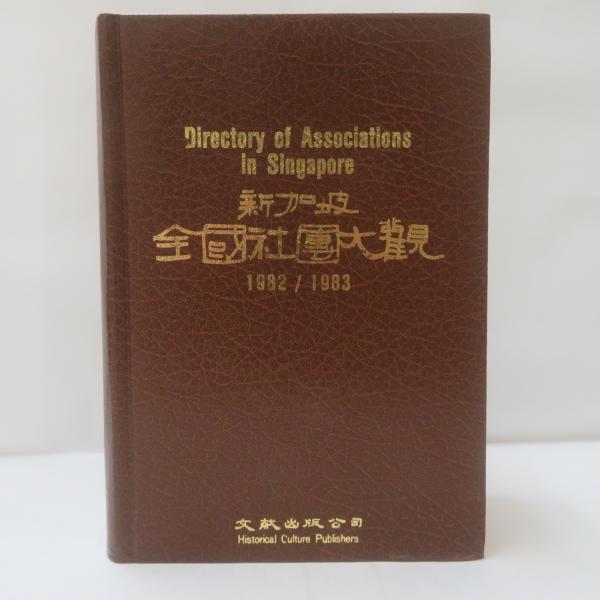 Directory of Associations
in Singapore
新加坡
全國社團大觀
1982 / 1983
文献出版公司
Historical Culture Publishers